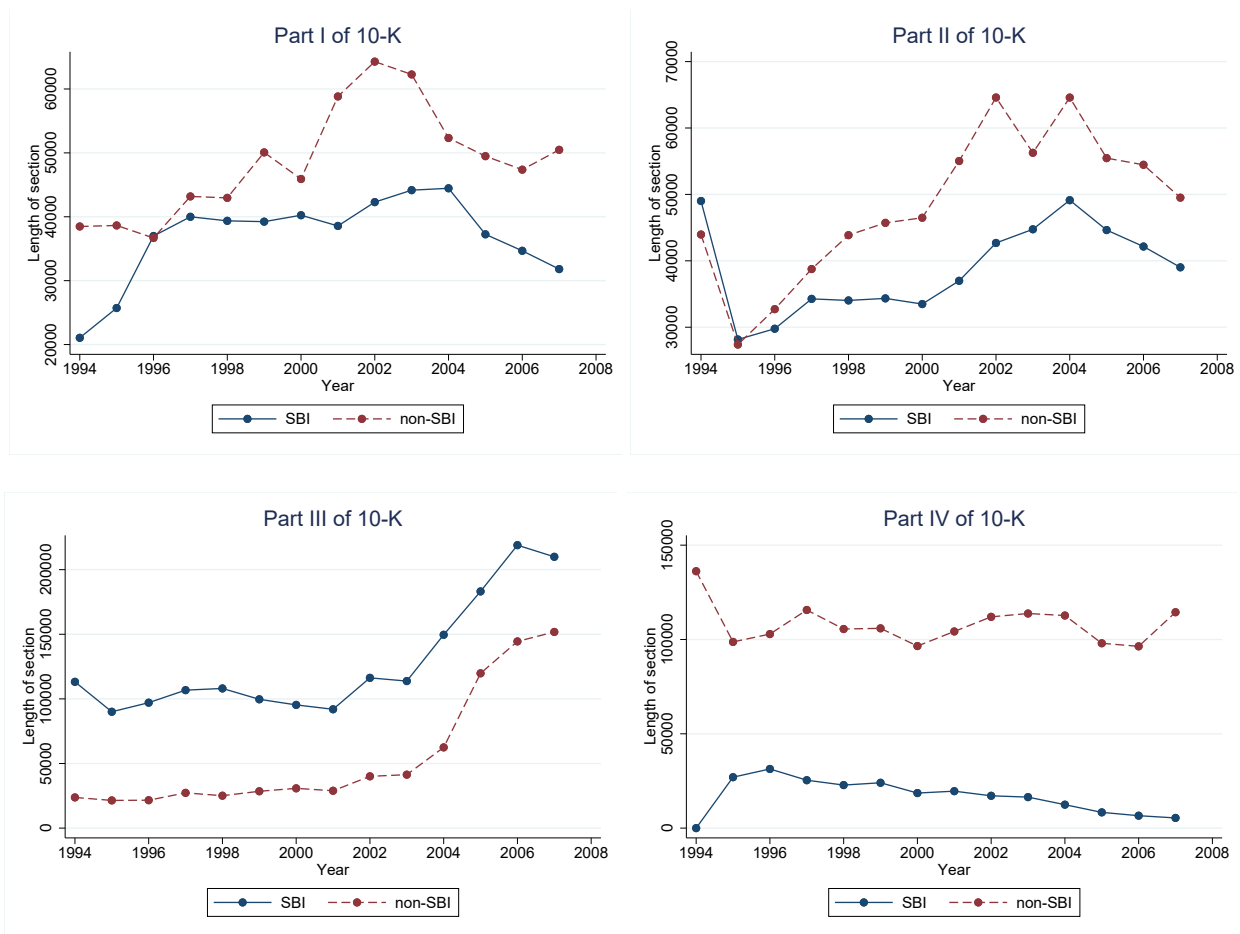 Part I of 10-K
Length of section
60000
50000
40000
30000
20000
1994 1996 1998 2000 2002 2004 2006 2008
Year
SBI non-SBI
Part II of 10-K
Length of section
70000
60000
50000
40000
30000
1994 1996 1998 2000 2002 2004 2006 2008
Year
SBI non-SBI
Part III of 10-K
Length of section
200000
150000
100000
50000
0
1994 1996 1998 2000 2002 2004 2006 2008
Year
SBI non-SBI
Part IV of 10-K
Length of section
150000
100000
50000
0
1994 1996 1998 2000 2002 2004 2006 2008
Year
SBI non-SBI